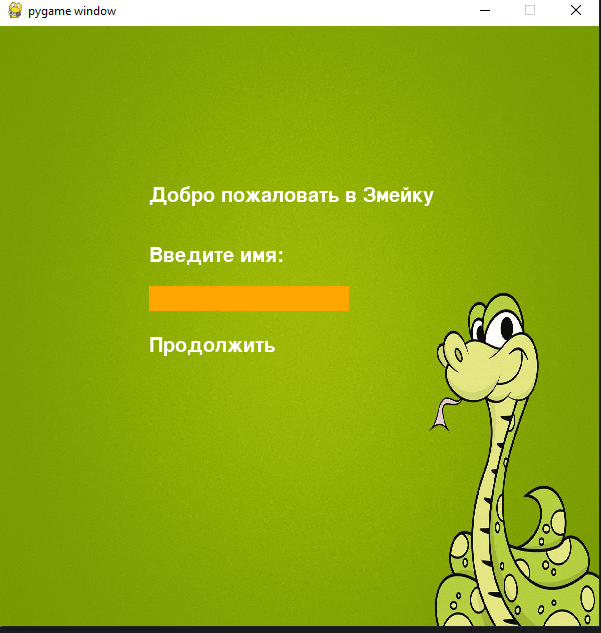 pygame window
Добро пожаловать в Змейку
Введите имя:
Продолжить